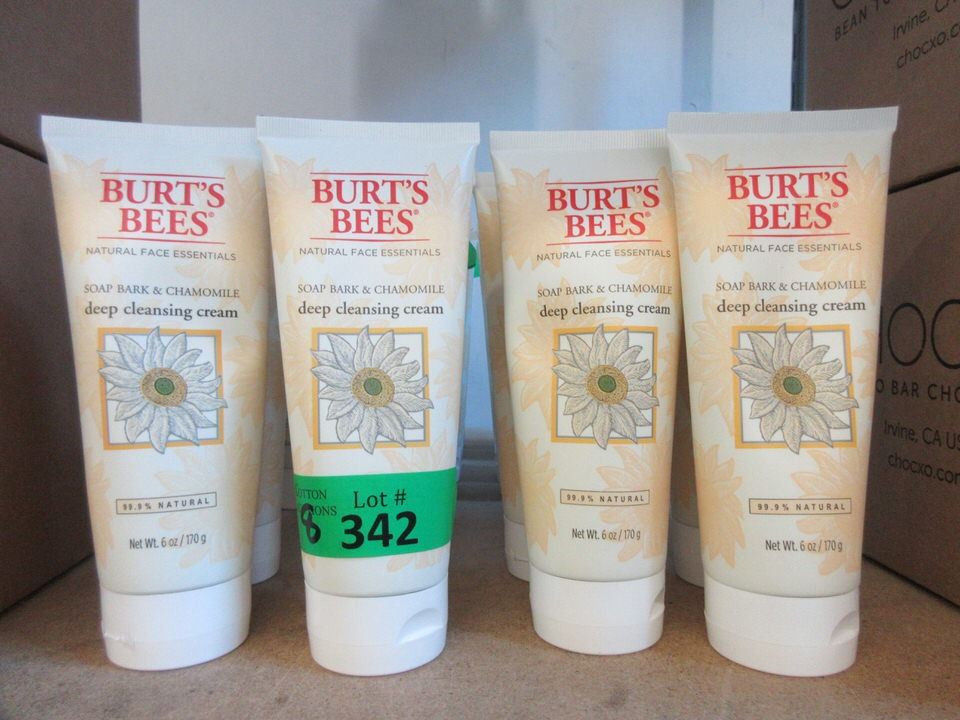 BURT'S
BEES®
NATURAL FACE ESSENTIALS
SOAP BARK & CHAMOMILE
deep cleansing cream
99.9% NATURAL
Net Wt. 6 oz / 170 g
BURT'S
BEES®
NATURAL FACE ESSENTIALS
SOAP BARK & CHAMOMILE
deep cleansing cream
Lot #
8
342
BURT'S
BEES®
NATURAL FACE ESSENTIALS
SOAP BARK & CHAMOMILE
deep cleansing cream
99.9% NATURAL
Net Wt. 6 oz / 170 g
BURT'S
BEES®
NATURAL FACE ESSENTIALS
SOAP BARK & CHAMOMILE
deep cleansing cream
99.9% NATURAL
Net Wt. 6 oz / 170 g
BEAN
Irvine, CA
chocxo.co
BAR CHO
Irvine, CA US
chocxo.com